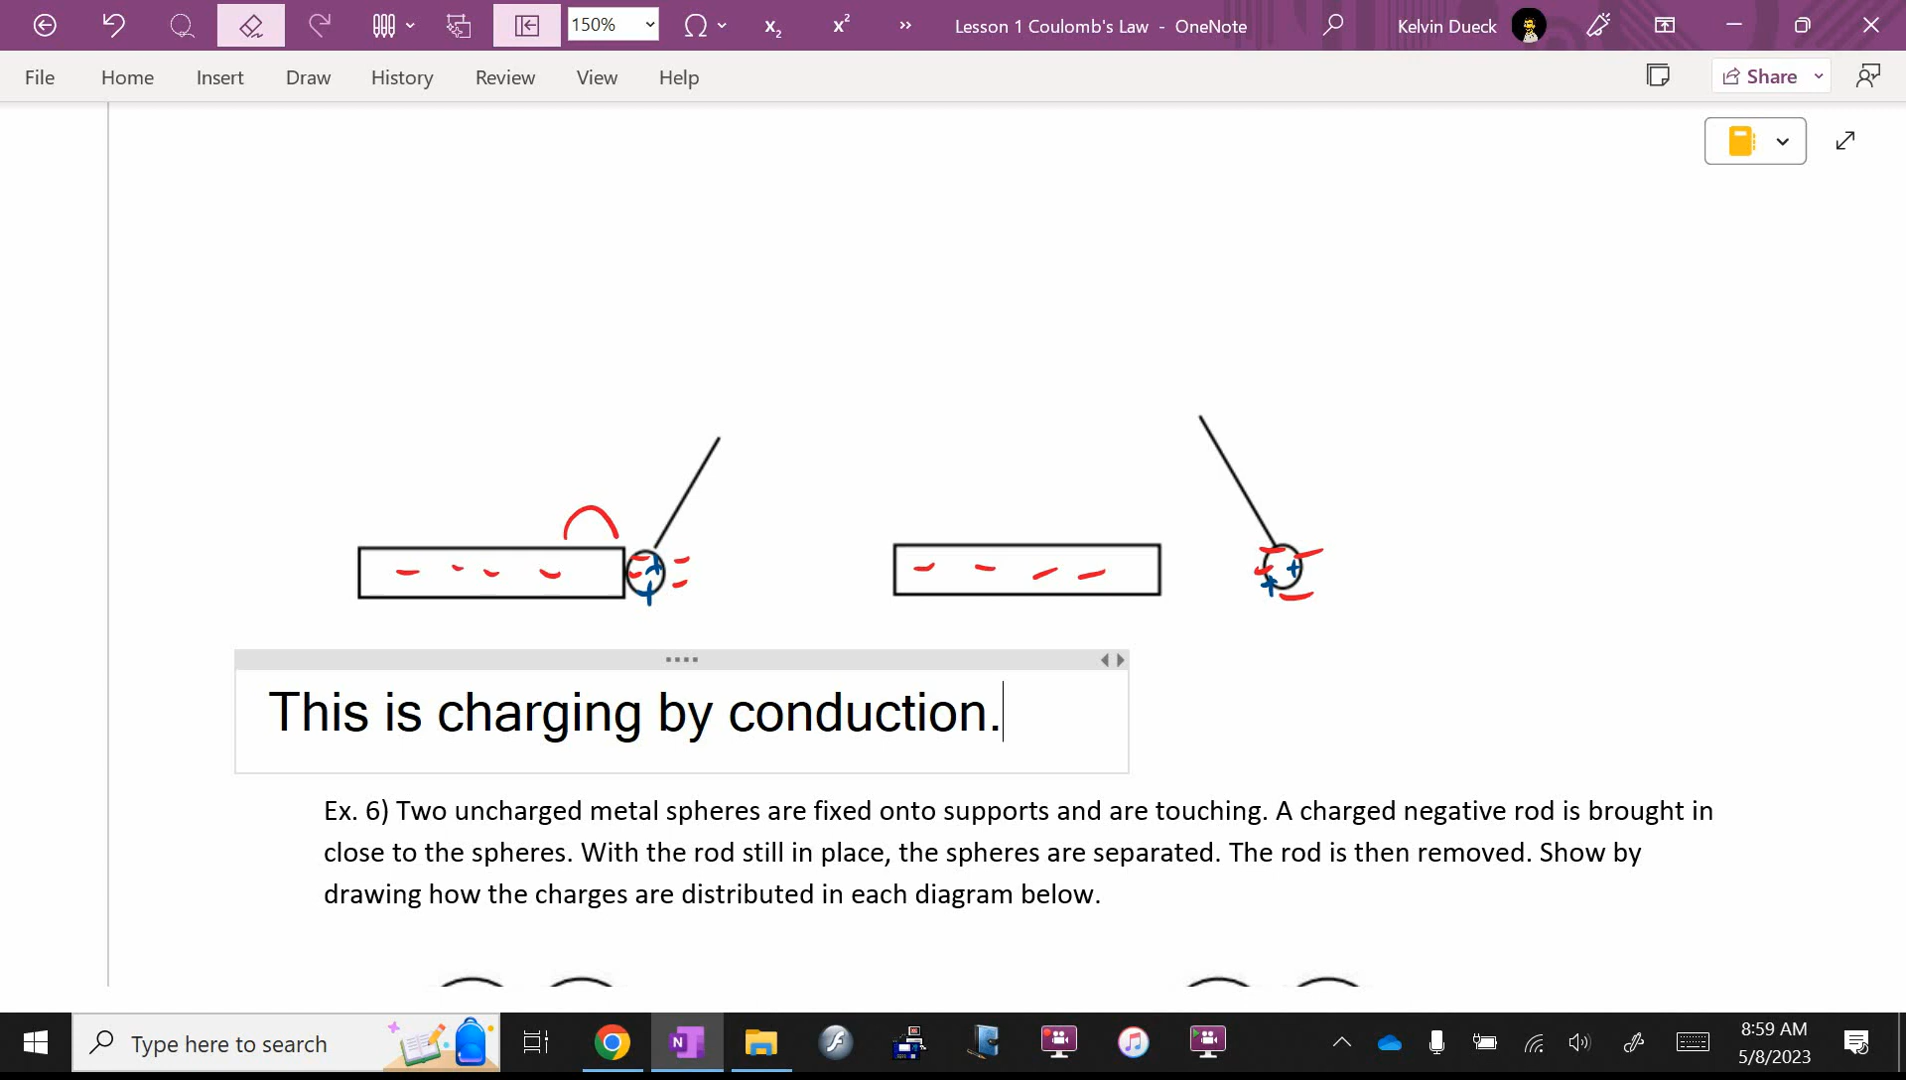 150%
x₂
x²
»
Lesson 1 Coulomb's Law - OneNote
Kelvin Dueck
File
Home
Insert
Draw
History
Review
View
Help
Share
This is charging by conduction.
Ex. 6) Two uncharged metal spheres are fixed onto supports and are touching. A charged negative rod is brought in
close to the spheres. With the rod still in place, the spheres are separated. The rod is then removed. Show by
drawing how the charges are distributed in each diagram below.
Type here to search
8:59 AM
5/8/2023